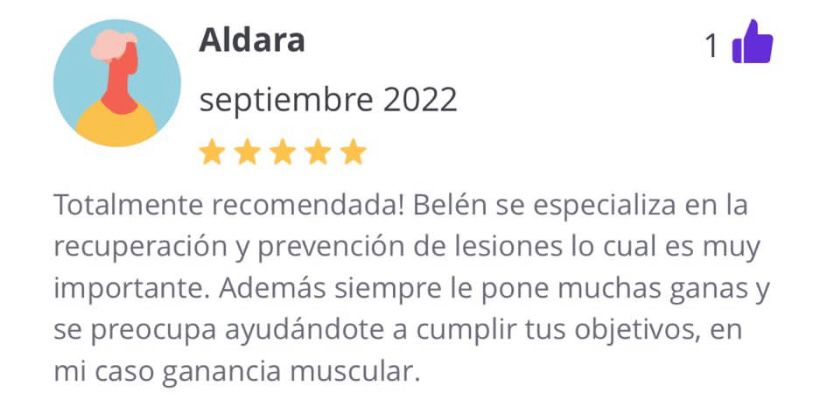 Aldara
1
septiembre 2022
Totalmente recomendada! Belén se especializa en la
recuperación y prevención de lesiones lo cual es muy
importante. Además siempre le pone muchas ganas y
se preocupa ayudándote a cumplir tus objetivos, en
mi caso ganancia muscular.